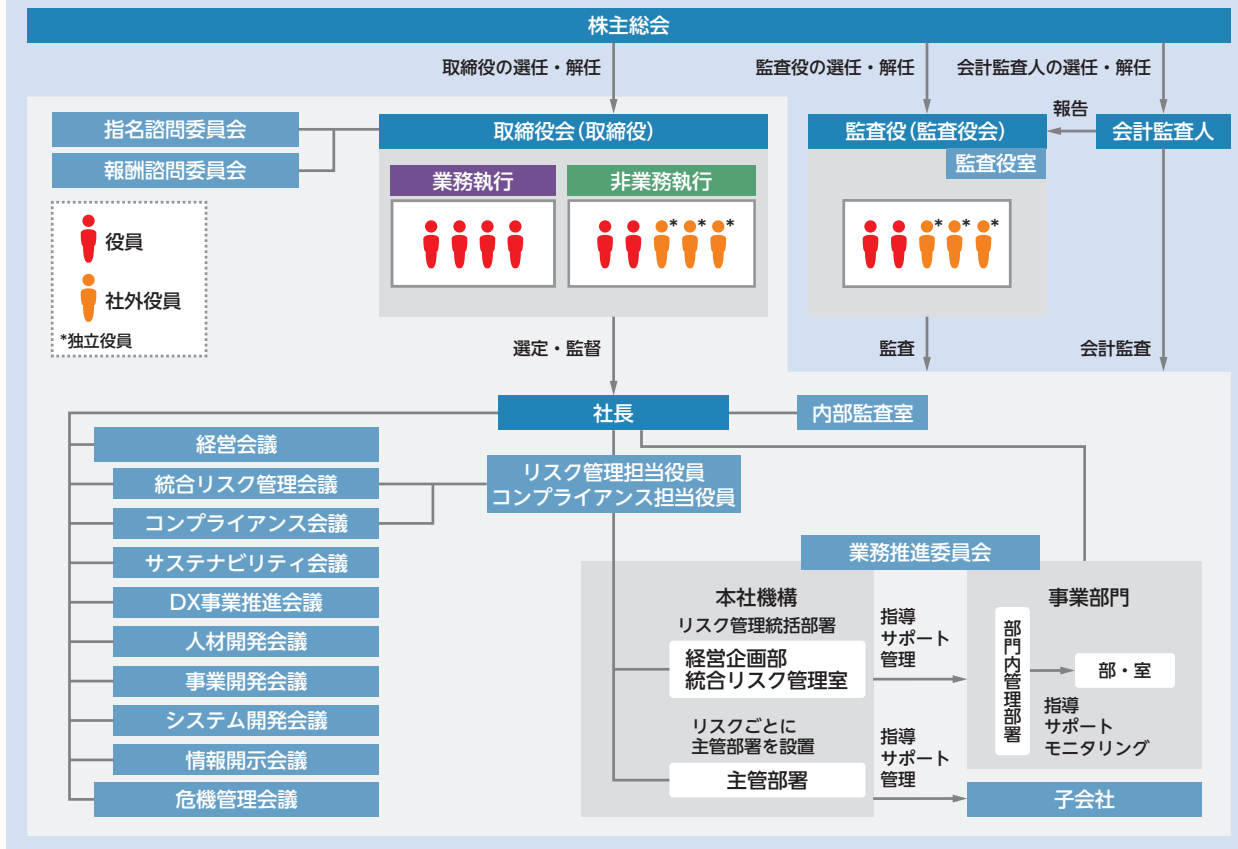 株主総会
取締役の選任・解任
監査役の選任・解任
会計監査人の選任・解任
指名諮問委員会
報酬諮問委員会
取締役会(取締役)
業務執行
非業務執行
***
監査役(監査役会)
監査役室
***
報告
会計監査人
役員
社外役員
*独立役員
選定・監督
監査
会計監査
社長
内部監査室
経営会議
統合リスク管理会議
コンプライアンス会議
サステナビリティ会議
DX事業推進会議
人材開発会議
事業開発会議
システム開発会議
情報開示会議
危機管理会議
リスク管理担当役員
コンプライアンス担当役員
業務推進委員会
本社機構
リスク管理統括部署
経営企画部
統合リスク管理室
リスクごとに
主管部署を設置
主管部署
指導
サポート
管理
指導
サポート
管理
事業部門
部門内管理部署
部・室
指導
サポート
モニタリング
子会社